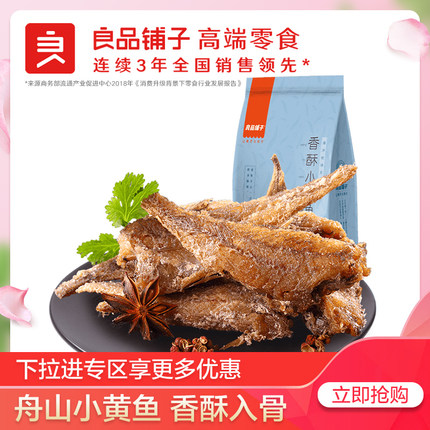 良品铺子 高端零食
连续3年全国销售领先*
*来源商务部流通产业促进中心2018年《消费升级背景下零食行业发展报告》
良品铺子
香酥小
下拉进专区享更多优惠
舟山小黄鱼 香酥入骨
立即抢购